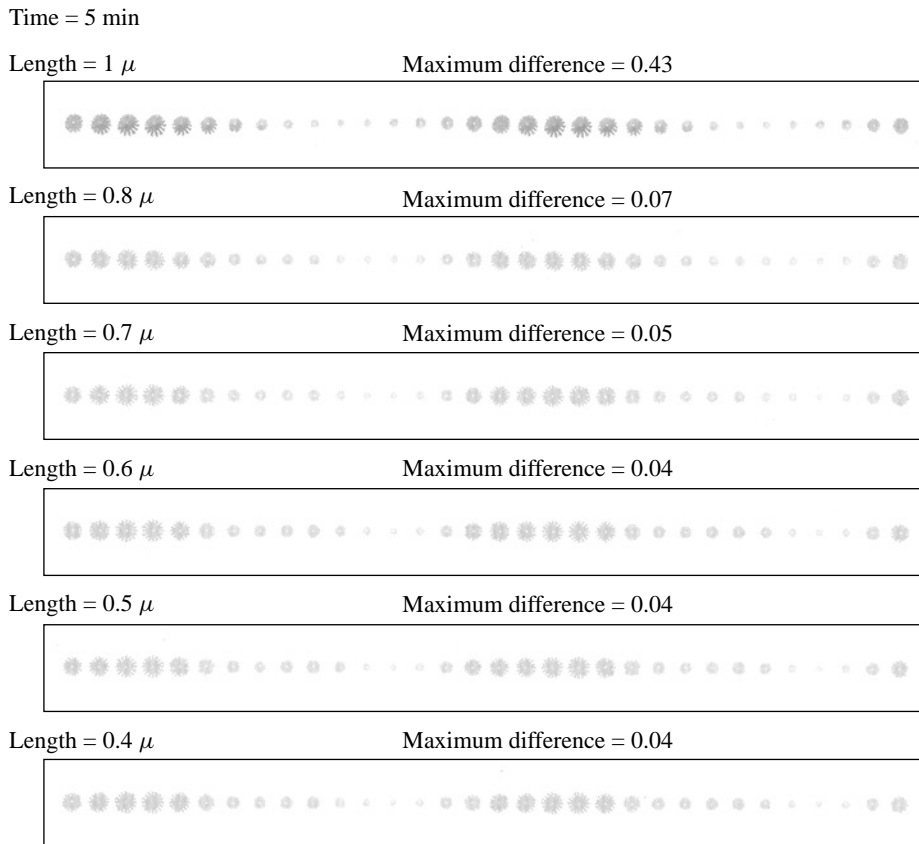 Time = 5 min
Length = 1 μ Maximum difference = 0.43
Length = 0.8 μ Maximum difference = 0.07
Length = 0.7 μ Maximum difference = 0.05
Length = 0.6 μ Maximum difference = 0.04
Length = 0.5 μ Maximum difference = 0.04
Length = 0.4 μ Maximum difference = 0.04